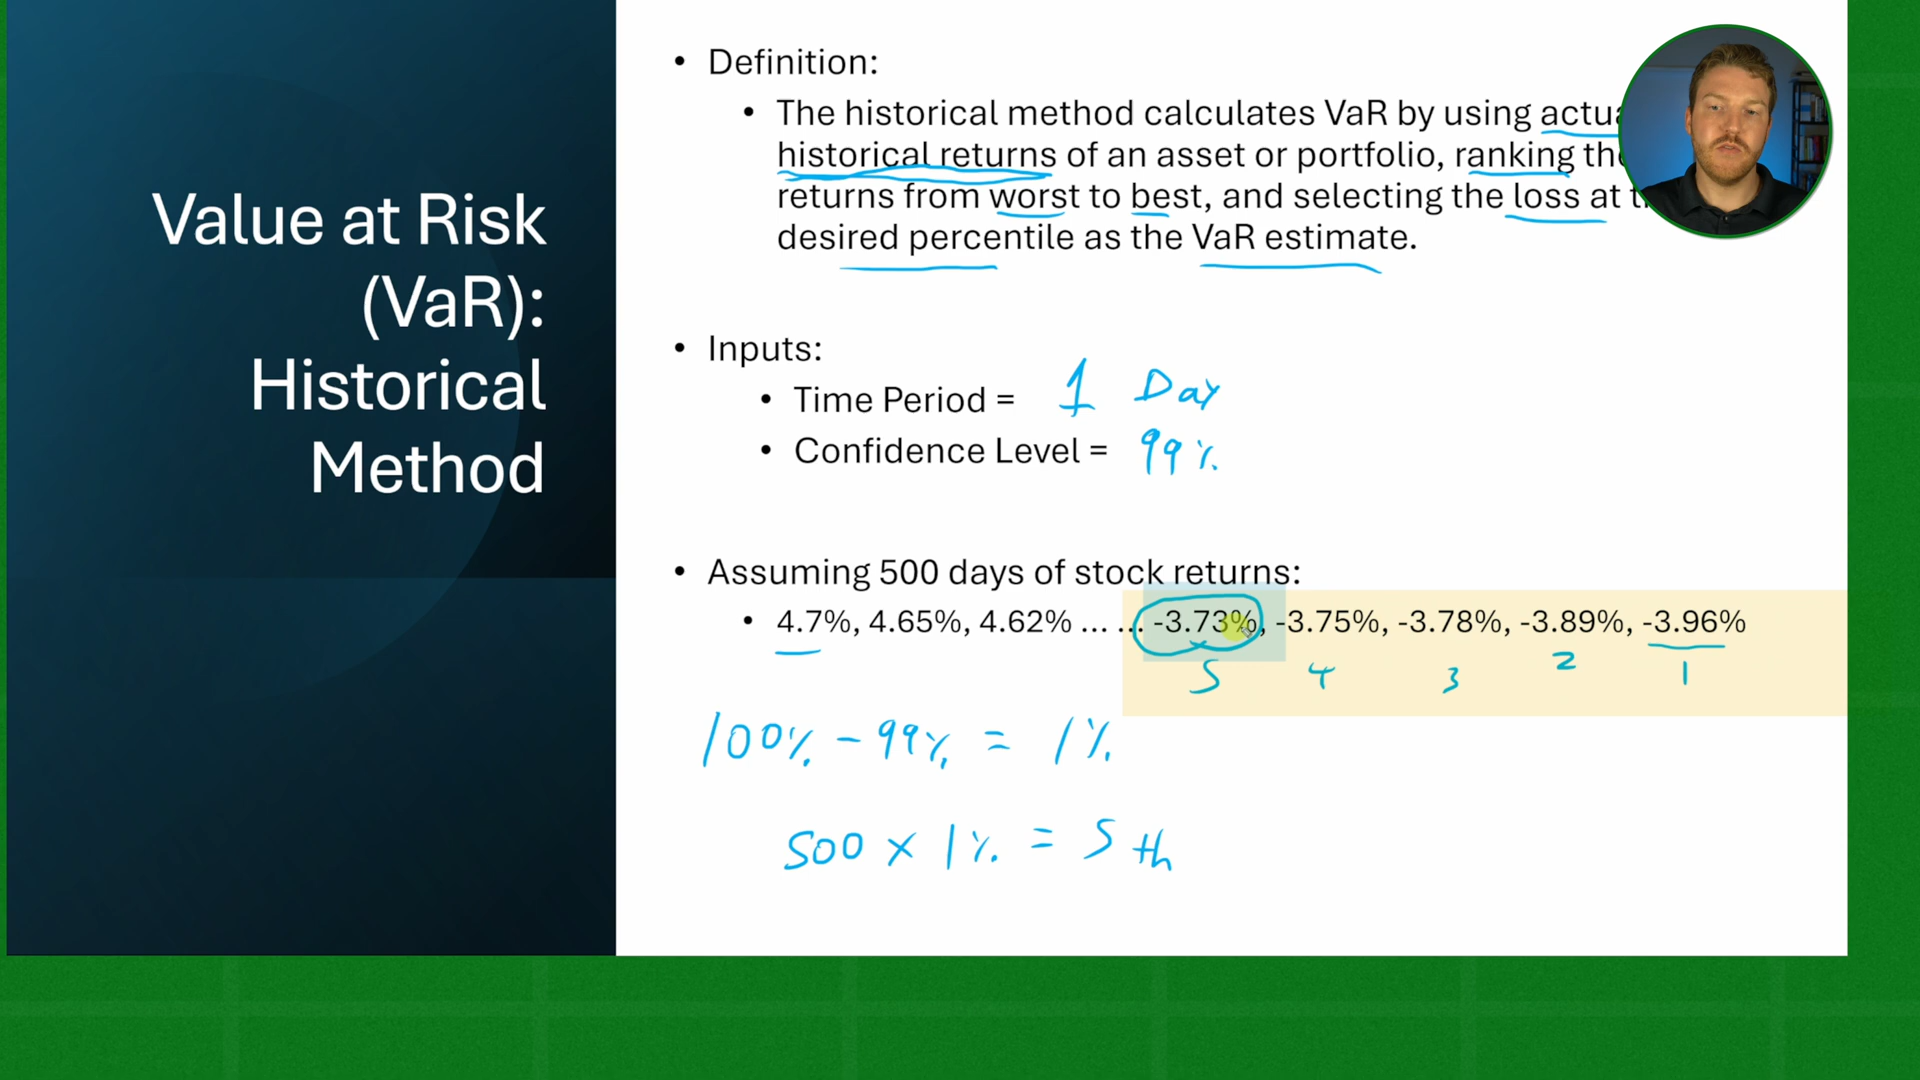 Value at Risk
(VaR):
Historical
Method
• Definition:
• The historical method calculates VaR by using
historical returns of an asset or portfolio, ranking
returns from worst to best, and selecting the loss at
desired percentile as the VaR estimate.
• Inputs:
• Time Period = 1 Day
• Confidence Level = 99%
• Assuming 500 days of stock returns:
• 4.7%, 4.65%, 4.62% ... ... -3.73%, -3.75%, -3.78%, -3.89%, -3.96%
5 4 3 2 1
100% - 99% = 1%
500 x 1% = 5 th